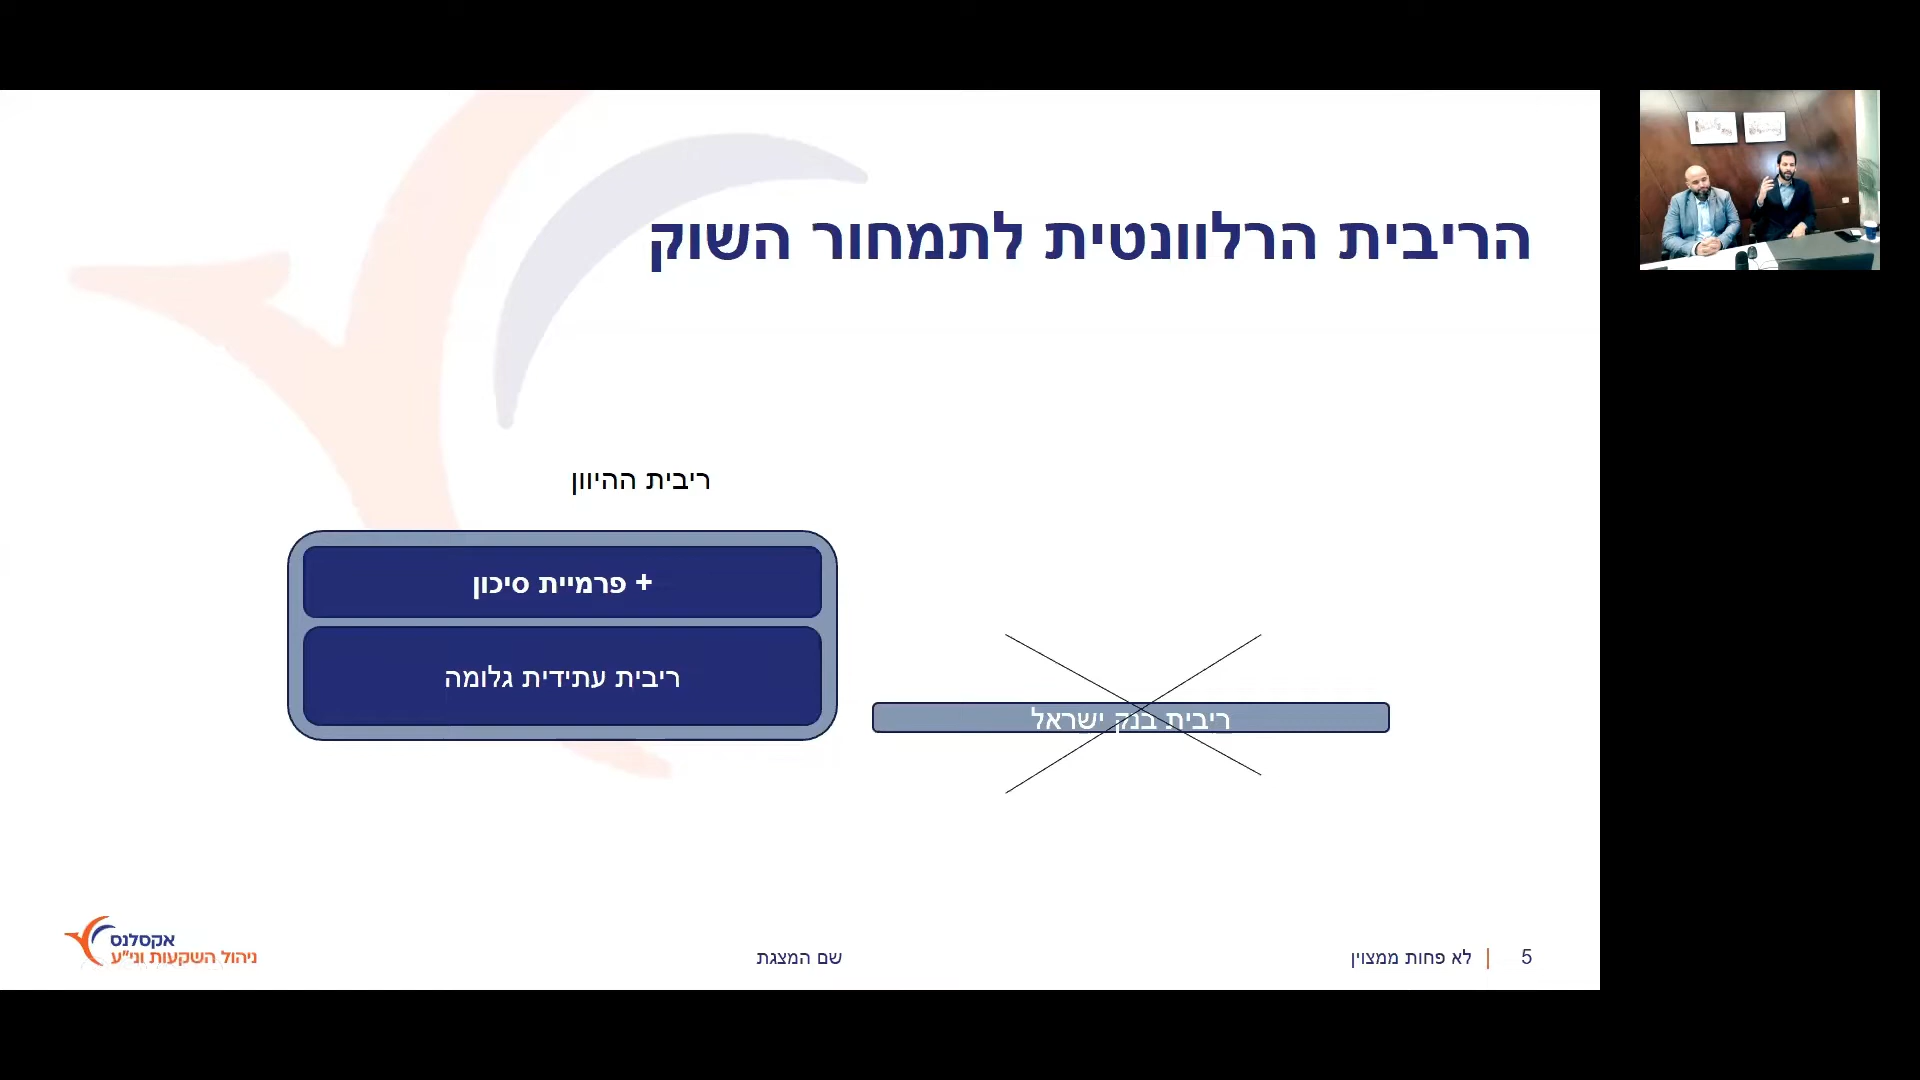 הריבית הרלוונטית לתמחור השוק
ריבית ההיוון
+ פרמיית סיכון
ריבית עתידית גלומה
ריבית בנק ישראל
5 | לא פחות ממצוין
שם המצגת
אקסלנס
ניהול השקעות וני"ע